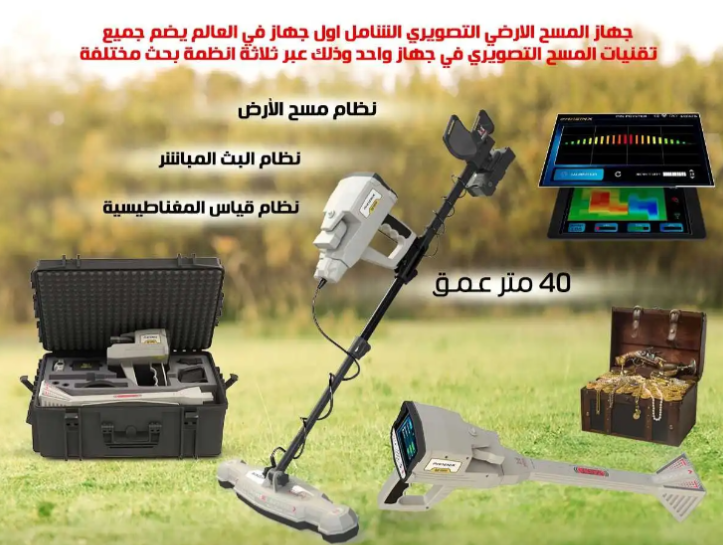 جهاز المسح الارضي التصويري الشامل اول جهاز في العالم يضم جميع
تقنيات المسح التصويري في جهاز واحد وذلك عبر ثلاثة انظمة بحث مختلفة
نظام مسح الأرض
نظام البث المباشر
نظام قياس المغناطيسية
40 متر عمق